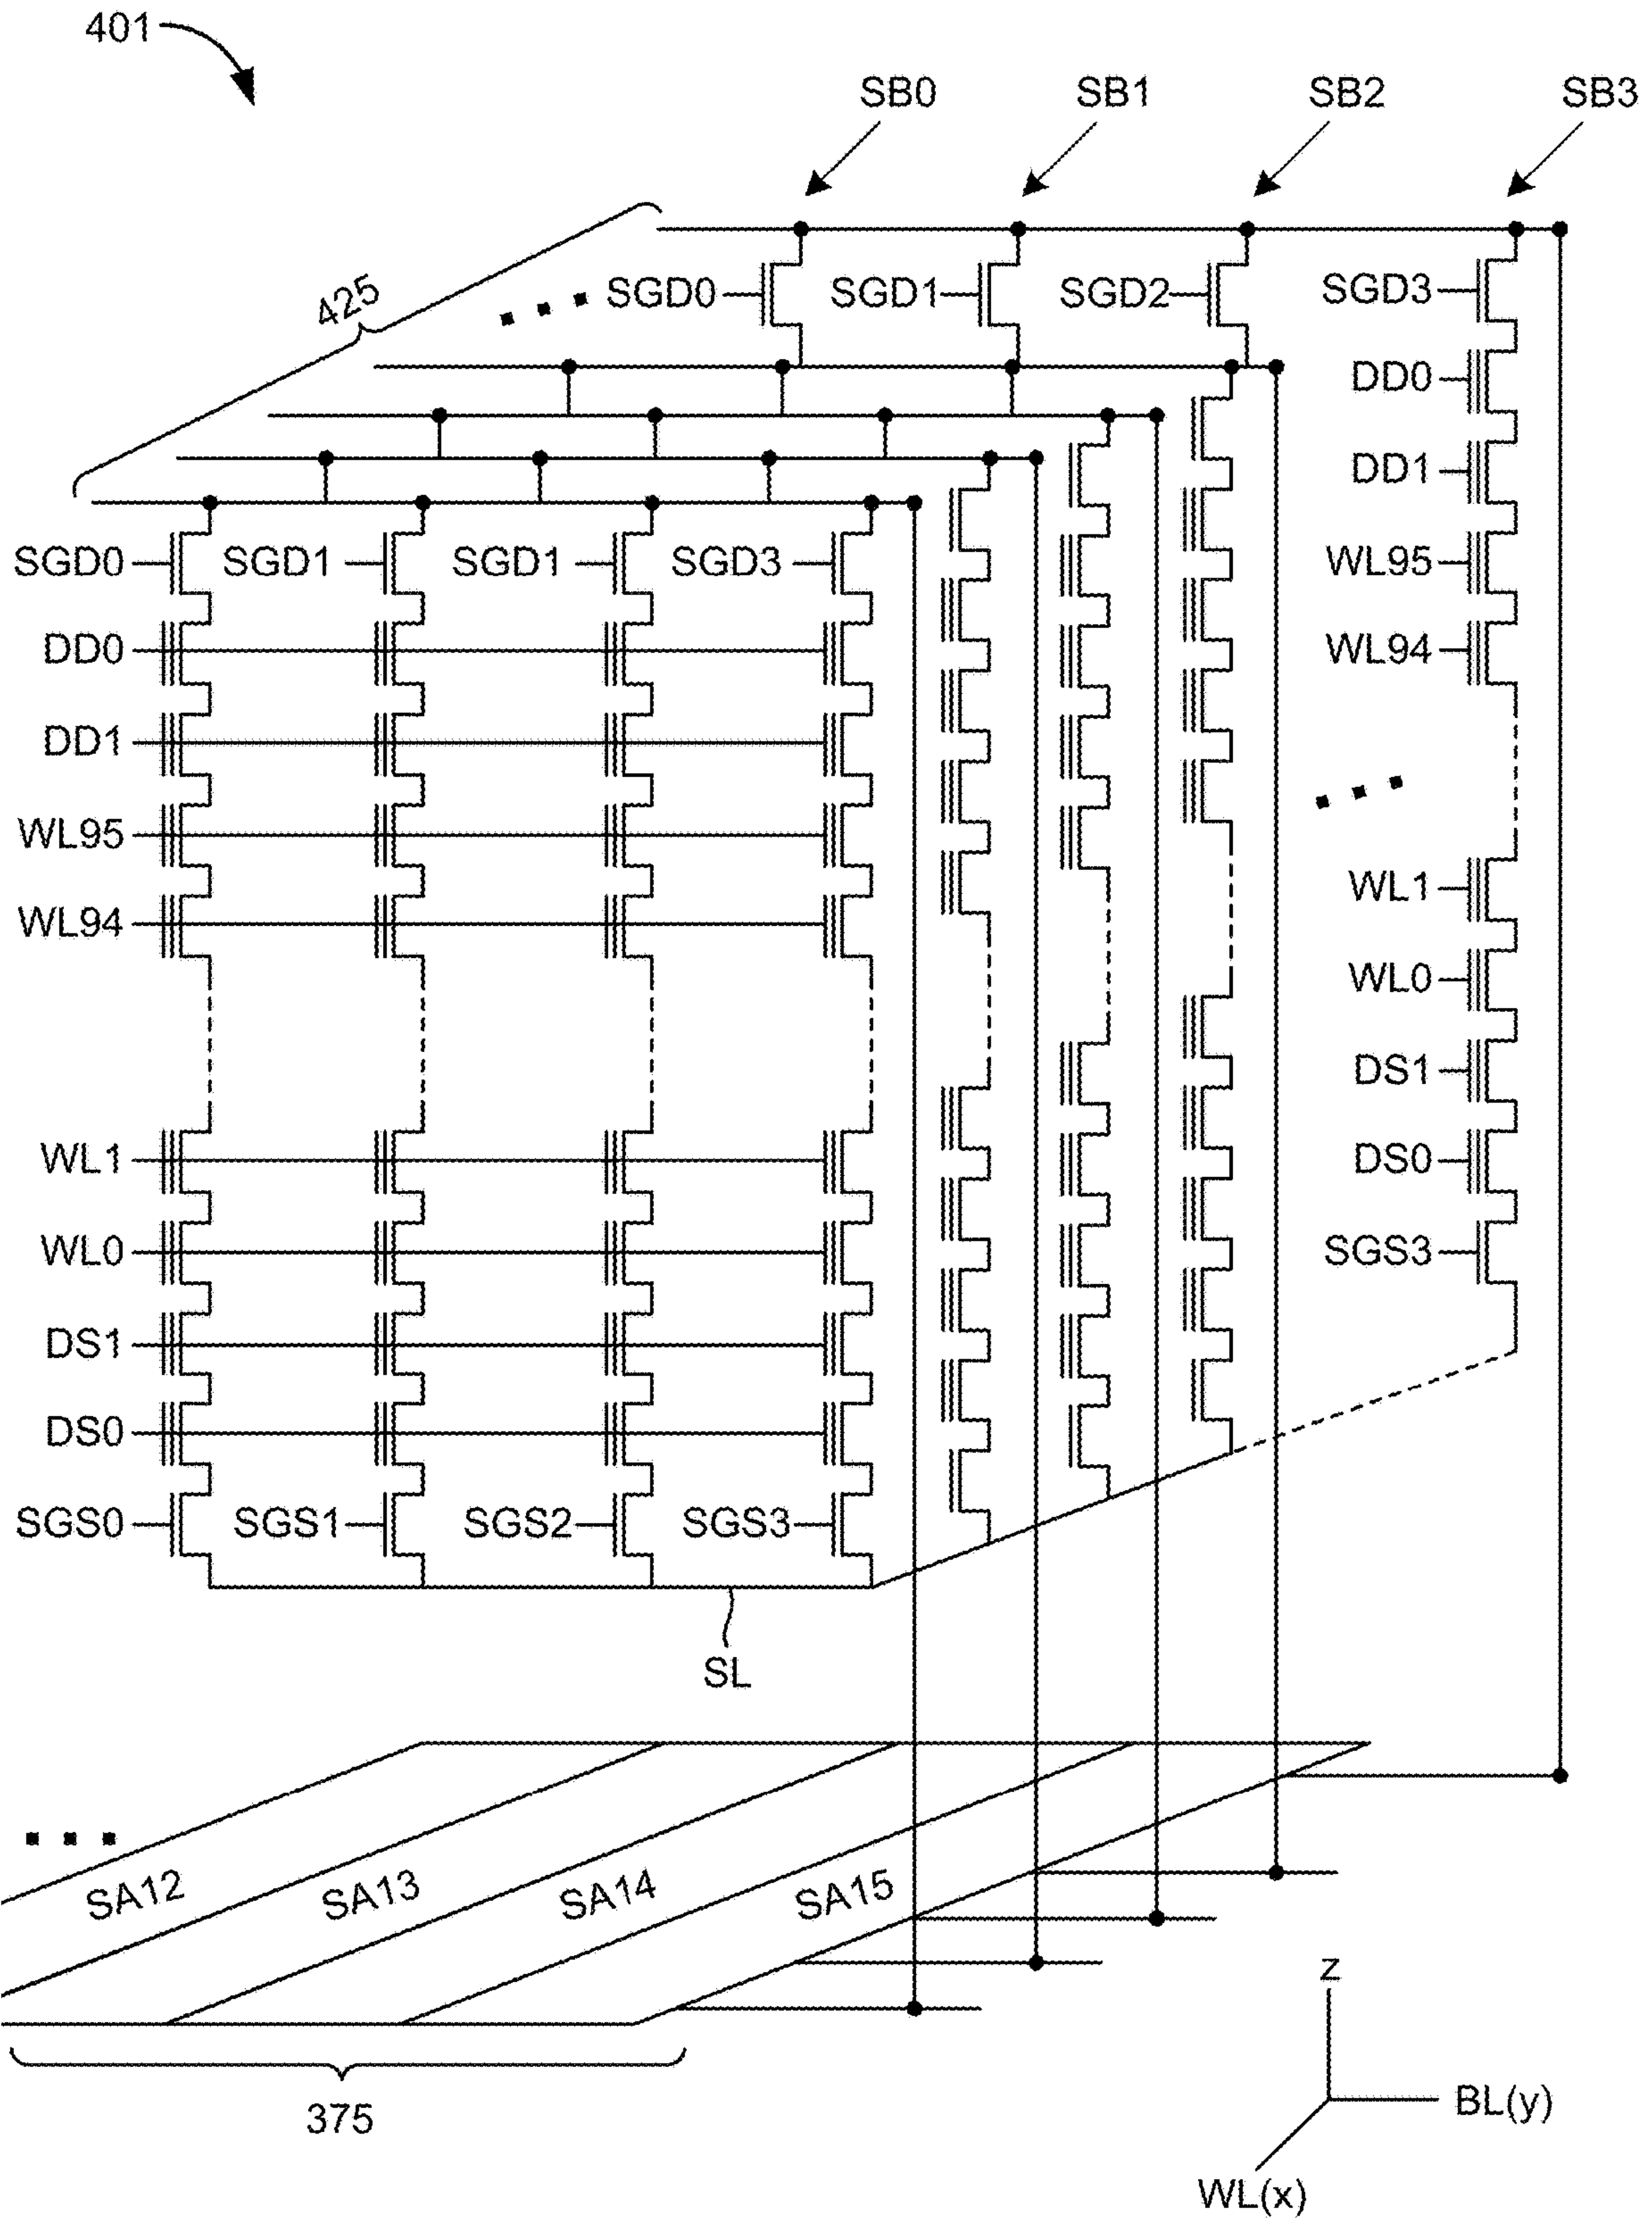 401
SB0 SB1 SB2 SB3
425
SGD0 SGD1 SGD2 SGD3
DD0
DD1
WL95
WL94
WL1
WL0
DS1
DS0
SGS3
SGD0 SGD1 SGD1 SGD3
DD0
DD1
WL95
WL94
WL1
WL0
DS1
DS0
SGS0 SGS1 SGS2 SGS3
SL
SA12 SA13 SA14 SA15
375
z
BL(y)
WL(x)